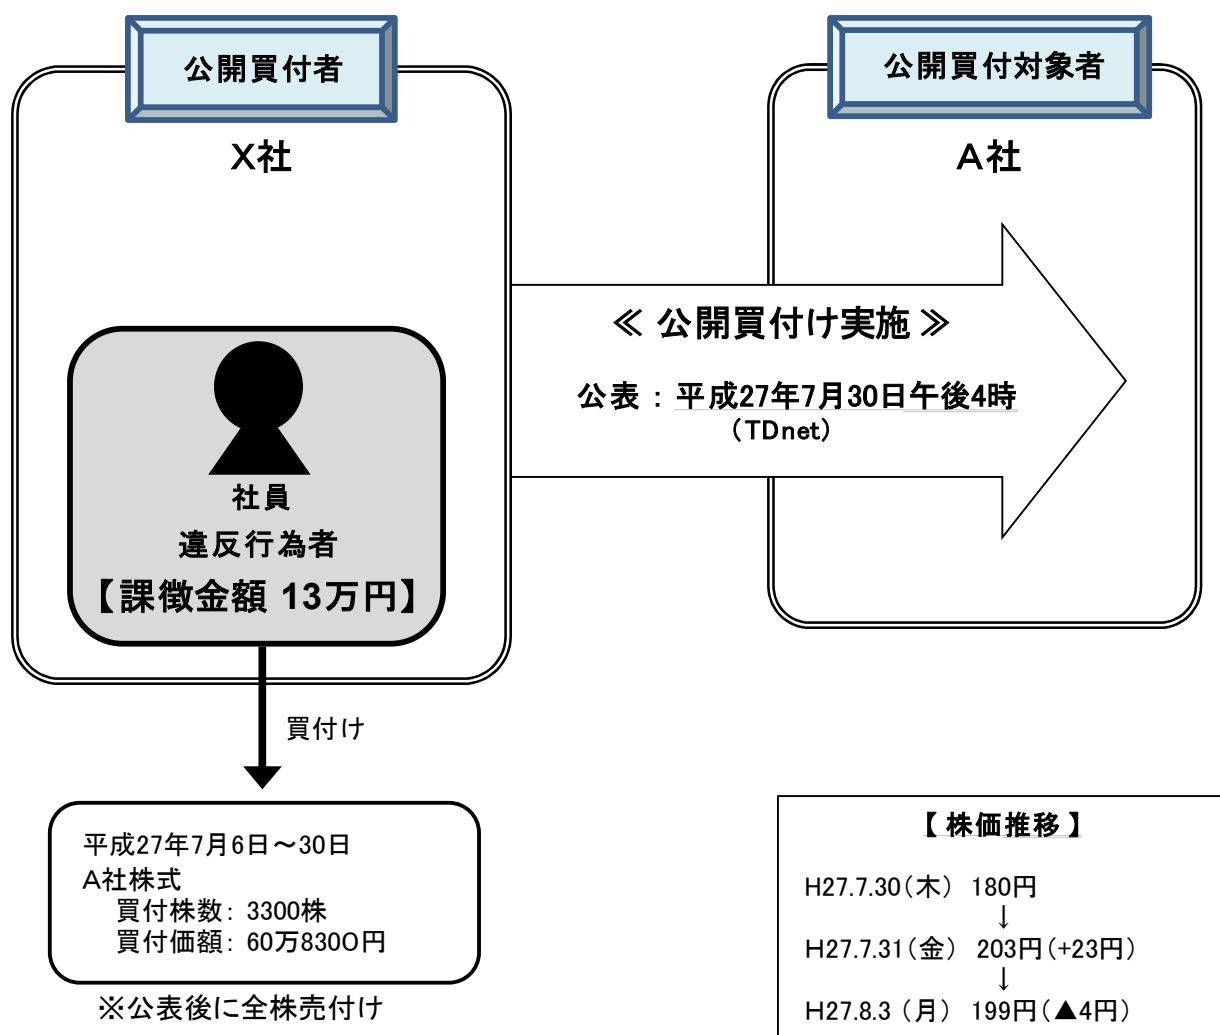 公開買付者
X社
公開買付対象者
A社
≪ 公開買付け実施 ≫
公表 : 平成27年7月30日午後4時
(TDnet)
社員
違反行為者
【課徴金額 13万円】
買付け
平成27年7月6日～30日
A社株式
買付株数: 3300株
買付価額: 60万8300円
※公表後に全株売付け
【 株価推移 】
H27.7.30(木) 180円
↓
H27.7.31(金) 203円(+23円)
↓
H27.8.3 (月) 199円(▲4円)